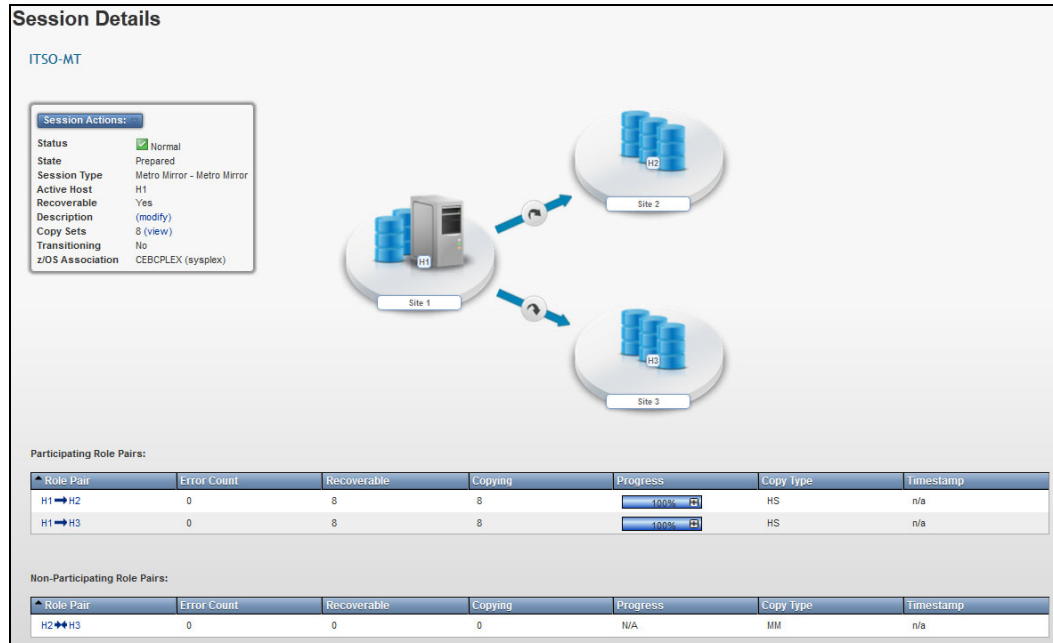 Session Details
ITSO-MT
Session Actions:
Status Normal
State Prepared
Session Type Metro Mirror - Metro Mirror
Active Host H1
Recoverable Yes
Description (modify)
Copy Sets 8 (view)
Transitioning No
z/OS Association CEBCPLEX (sysplex)
H2
Site 2
H1
Site 1
H3
Site 3
Participating Role Pairs:
Role Pair Error Count Recoverable Copying Progress Copy Type Timestamp
H1 H2 0 8 8 100% HS n/a
H1 H3 0 8 8 100% HS n/a
Non-Participating Role Pairs:
Role Pair Error Count Recoverable Copying Progress Copy Type Timestamp
H2 H3 0 0 0 N/A MM n/a